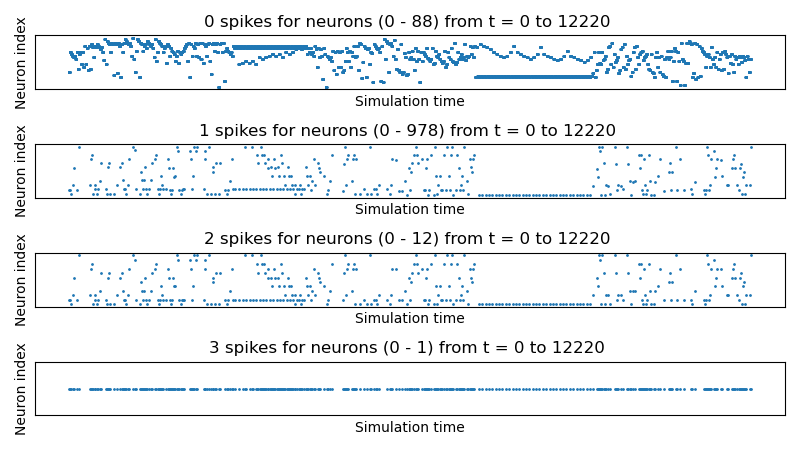 0 spikes for neurons (0 - 88) from t = 0 to 12220
Neuron index
Simulation time
1 spikes for neurons (0 - 978) from t = 0 to 12220
Neuron index
Simulation time
2 spikes for neurons (0 - 12) from t = 0 to 12220
Neuron index
Simulation time
3 spikes for neurons (0 - 1) from t = 0 to 12220
Neuron index
Simulation time